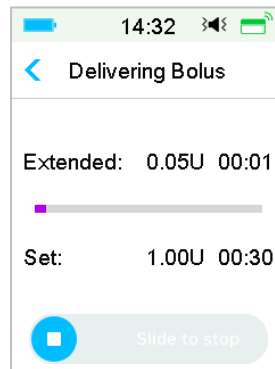 14:32
Delivering Bolus
Extended: 0.05U 00:01
Set: 1.00U 00:30
Slide to stop